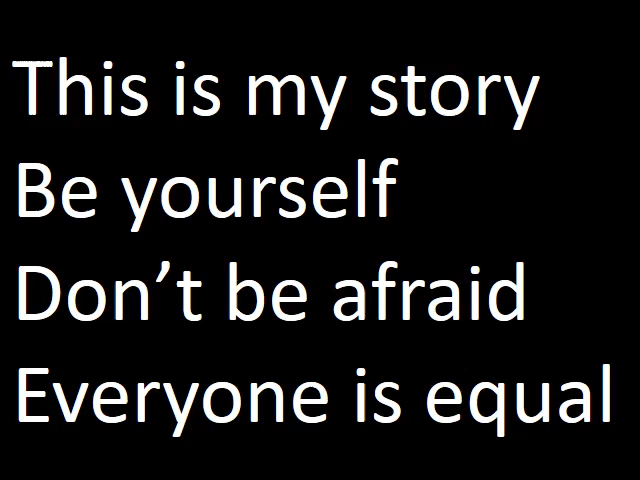 This is my story
Be yourself
Don’t be afraid
Everyone is equal